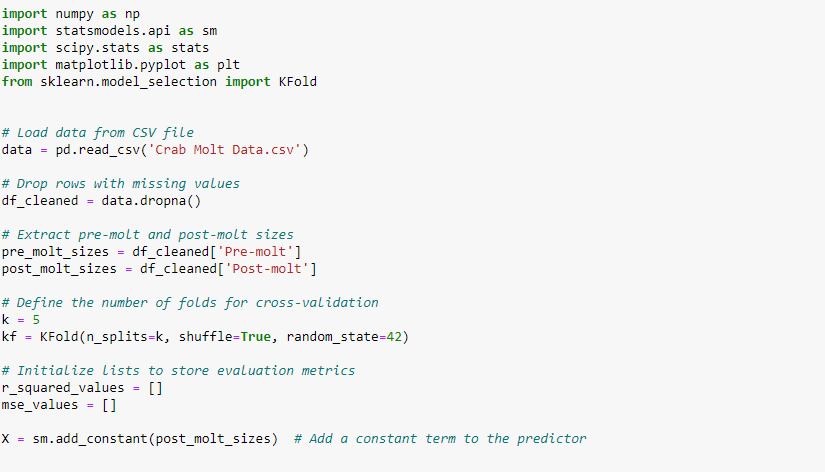 import numpy as np
import statsmodels.api as sm
import scipy.stats as stats
import matplotlib.pyplot as plt
from sklearn.model_selection import KFold
# Load data from CSV file
data = pd.read_csv('Crab Molt Data.csv')
# Drop rows with missing values
df_cleaned = data.dropna()
# Extract pre-molt and post-molt sizes
pre_molt_sizes = df_cleaned['Pre-molt']
post_molt_sizes = df_cleaned['Post-molt']
# Define the number of folds for cross-validation
k = 5
kf = KFold(n_splits=k, shuffle=True, random_state=42)
# Initialize lists to store evaluation metrics
r_squared_values = []
mse_values = []
X = sm.add_constant(post_molt_sizes)  # Add a constant term to the predictor